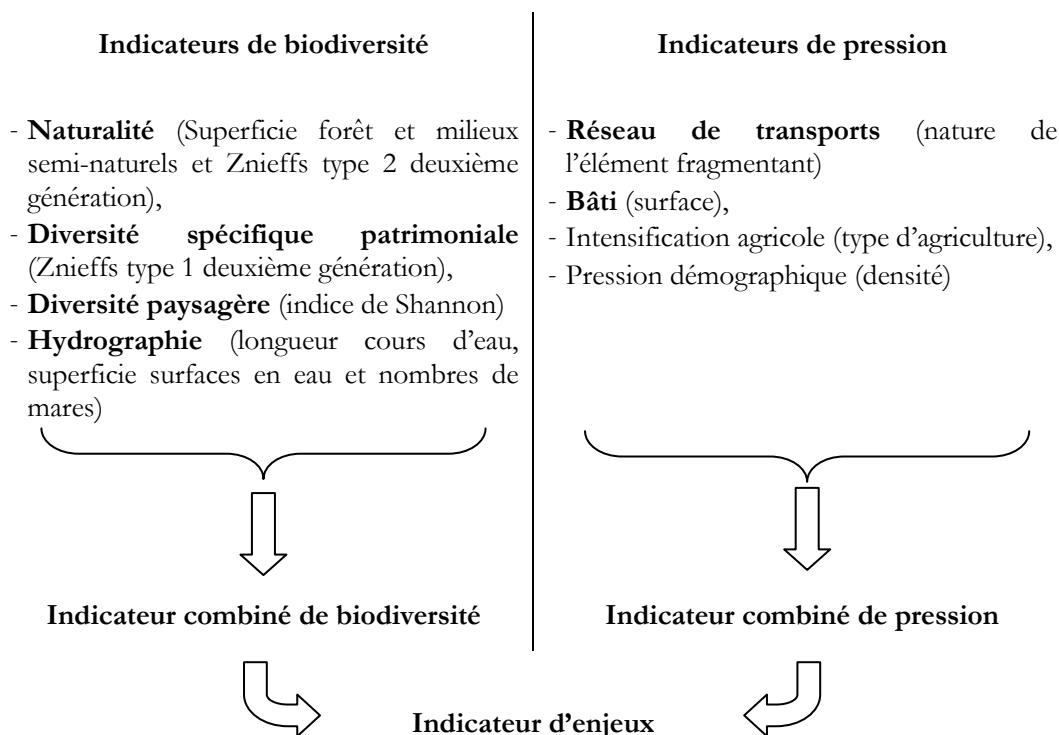 Indicateurs de biodiversité
- Naturalité (Superficie forêt et milieux
semi-naturels et Znieffs type 2 deuxième
génération),
- Diversité spécifique patrimoniale
(Znieffs type 1 deuxième génération),
- Diversité paysagère (indice de Shannon)
- Hydrographie (longueur cours d'eau,
superficie surfaces en eau et nombres de
mares)
Indicateur combiné de biodiversité
Indicateurs de pression
- Réseau de transports (nature de
l'élément fragmentant)
- Bâti (surface),
- Intensification agricole (type d'agriculture),
- Pression démographique (densité)
Indicateur combiné de pression
Indicateur d'enjeux